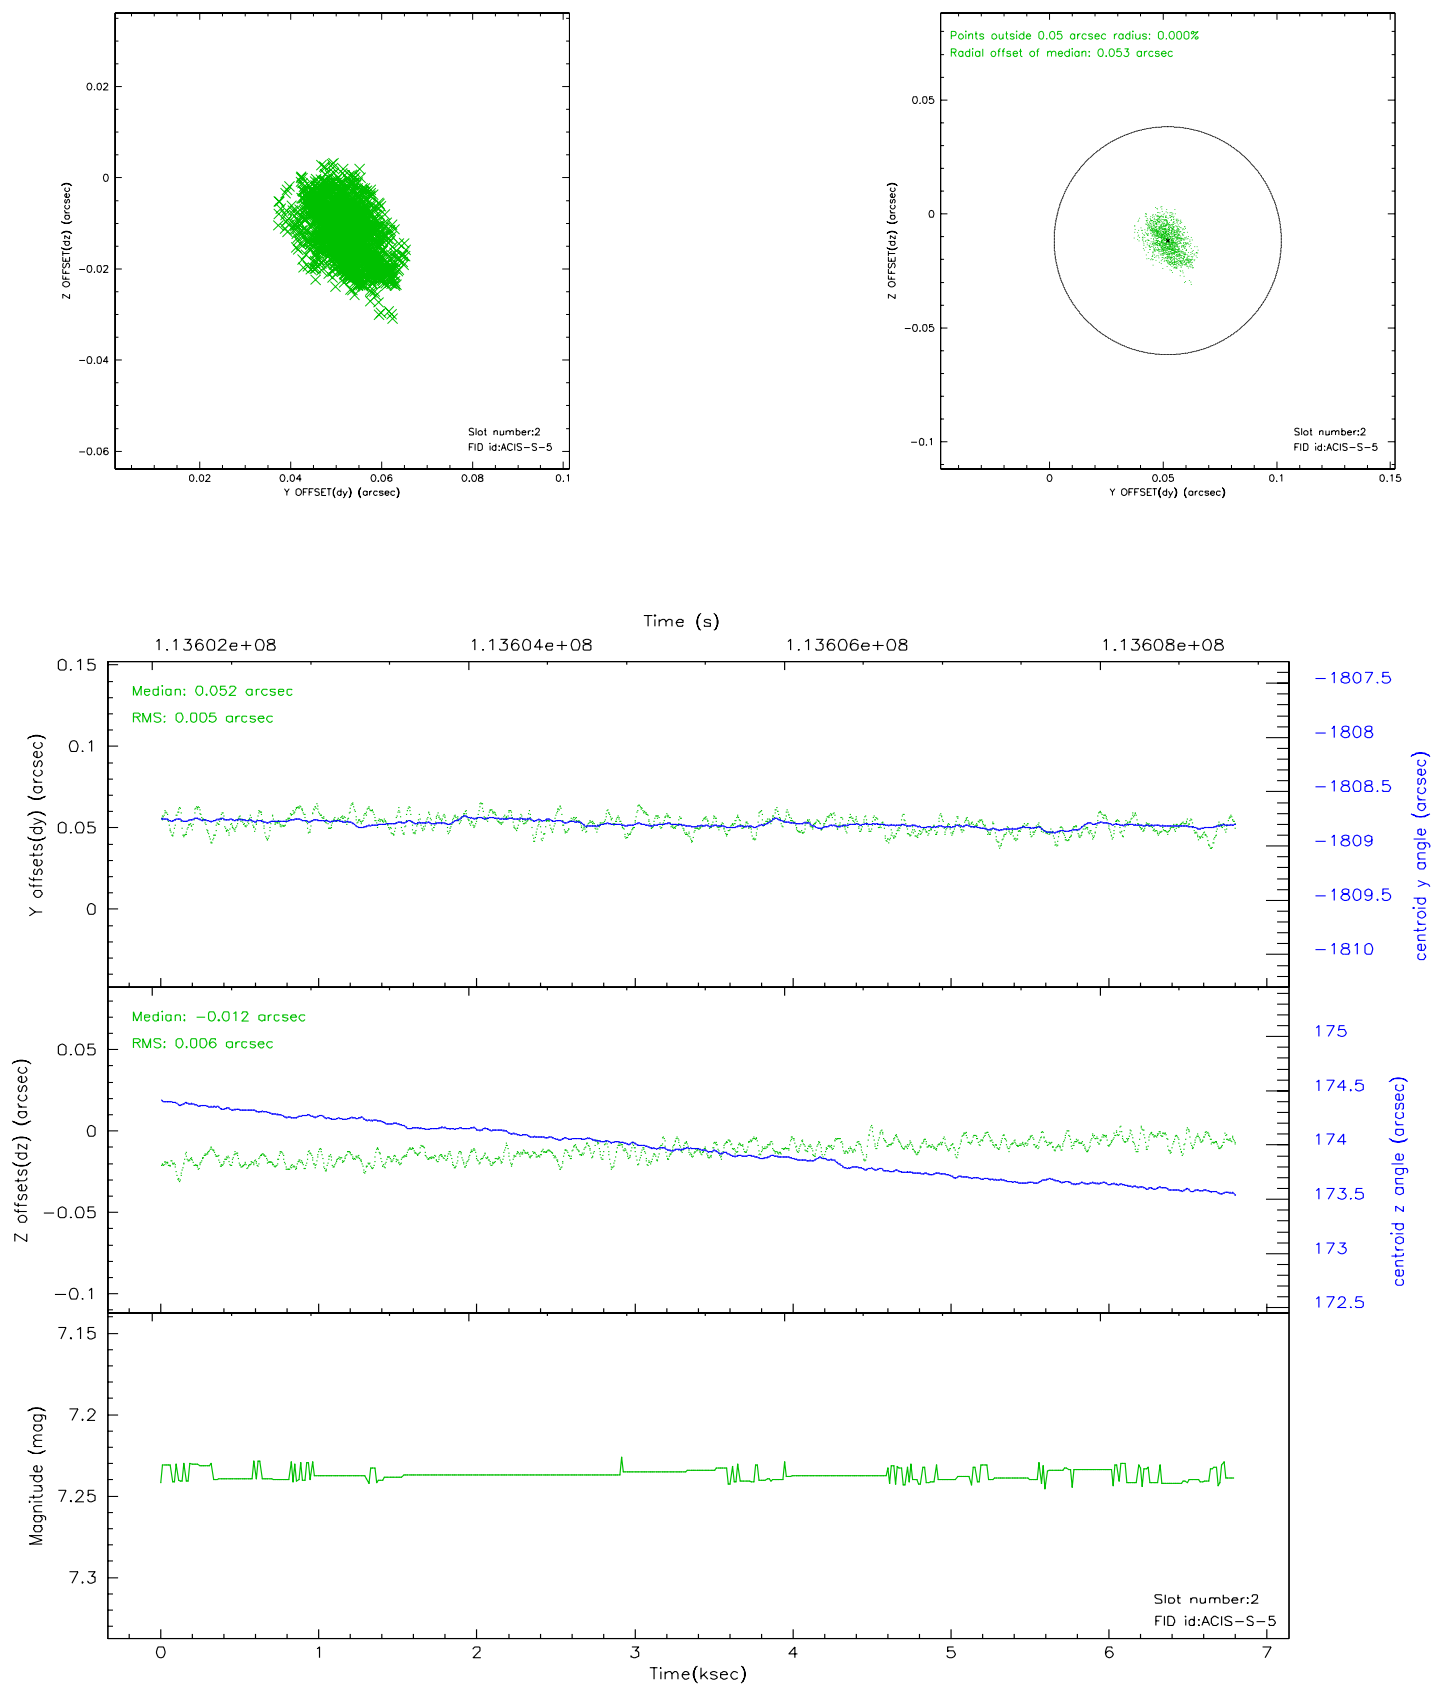 0.02
0
-0.02
-0.04
-0.06
Z OFFSET(dz) (arcsec)
Slot number:2
FID id:ACIS-S-5
0.02
0.04
0.06
0.08
0.1
Y OFFSET(dy) (arcsec)
Points outside 0.05 arcsec radius: 0.000%
Radial offset of median: 0.053 arcsec
0.05
0
-0.05
-0.1
Z OFFSET(dz) (arcsec)
Slot number:2
FID id:ACIS-S-5
0
0.05
0.1
0.15
Y OFFSET(dy) (arcsec)
Time (s)
1.13602e+08
1.13604e+08
1.13606e+08
1.13608e+08
0.15
0.1
0.05
0
Y offsets(dy) (arcsec)
Median: 0.052 arcsec
RMS: 0.005 arcsec
-1807.5
-1808
-1808.5
-1809
-1809.5
-1810
centroid y angle (arcsec)
0.05
0
-0.05
-0.1
Z offsets(dz) (arcsec)
Median: -0.012 arcsec
RMS: 0.006 arcsec
175
174.5
174
173.5
173
172.5
centroid z angle (arcsec)
7.15
7.2
7.25
7.3
Magnitude (mag)
Slot number:2
FID id:ACIS-S-5
0
1
2
3
4
5
6
7
Time(ksec)